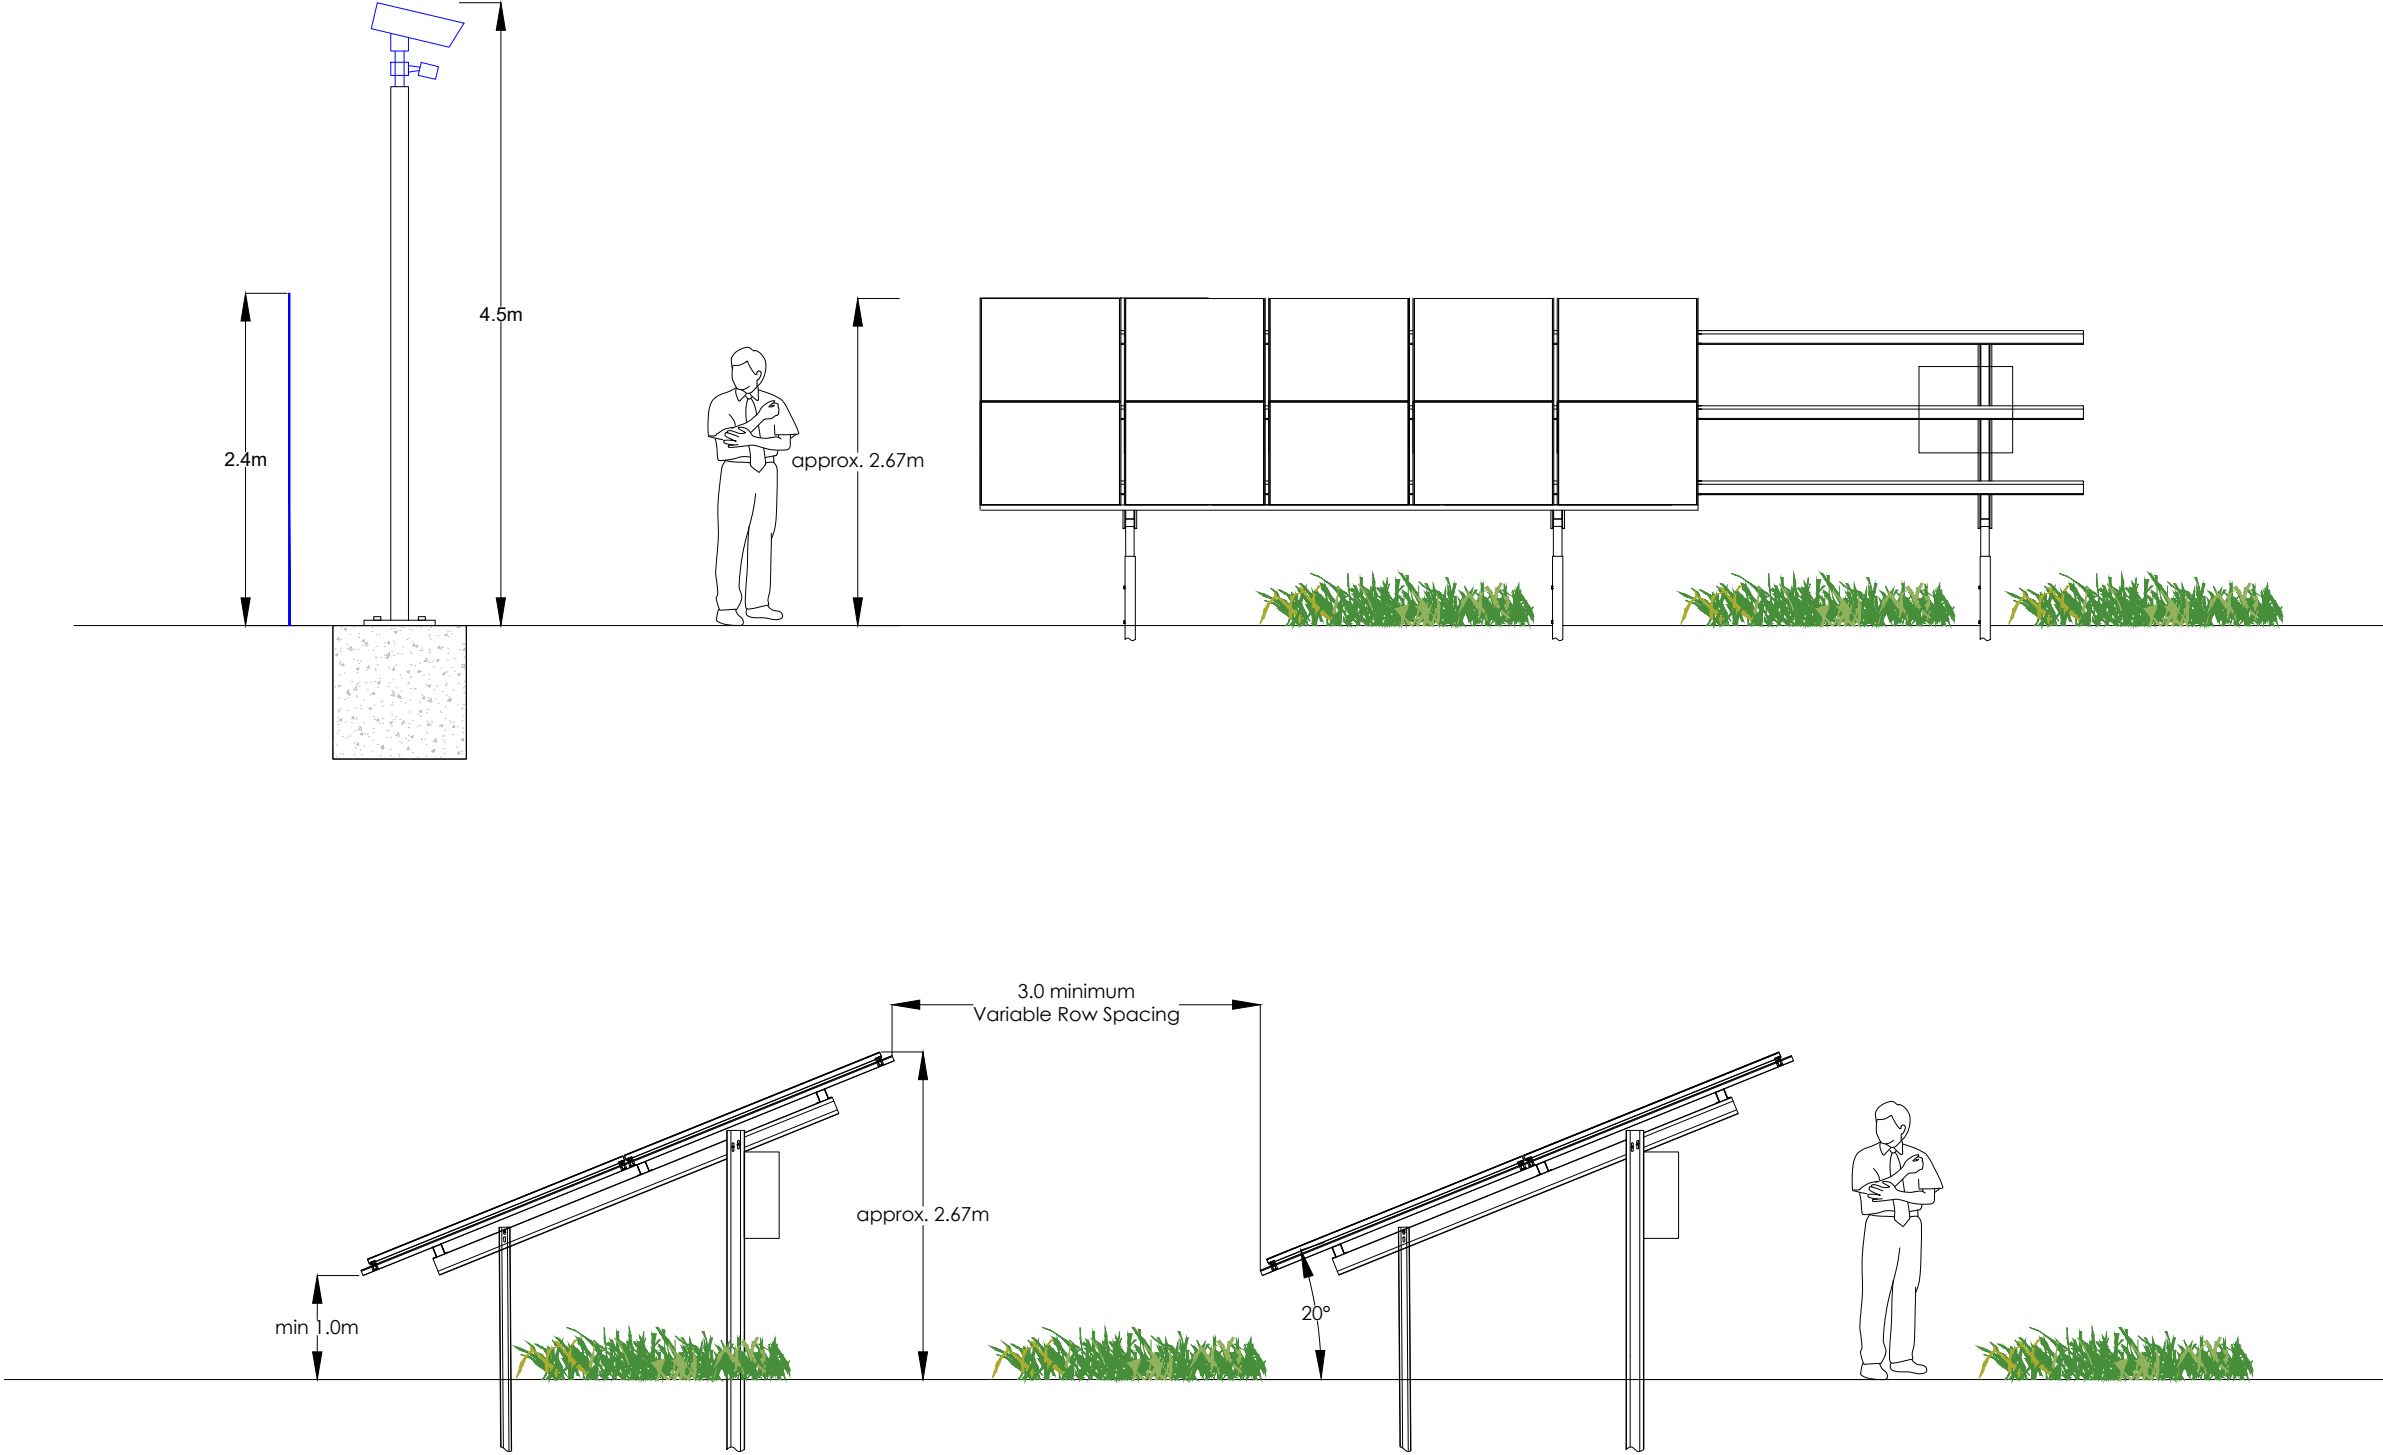 4.5m
2.4m
approx. 2.67m
3.0 minimum
Variable Row Spacing
approx. 2.67m
min 1.0m
20°